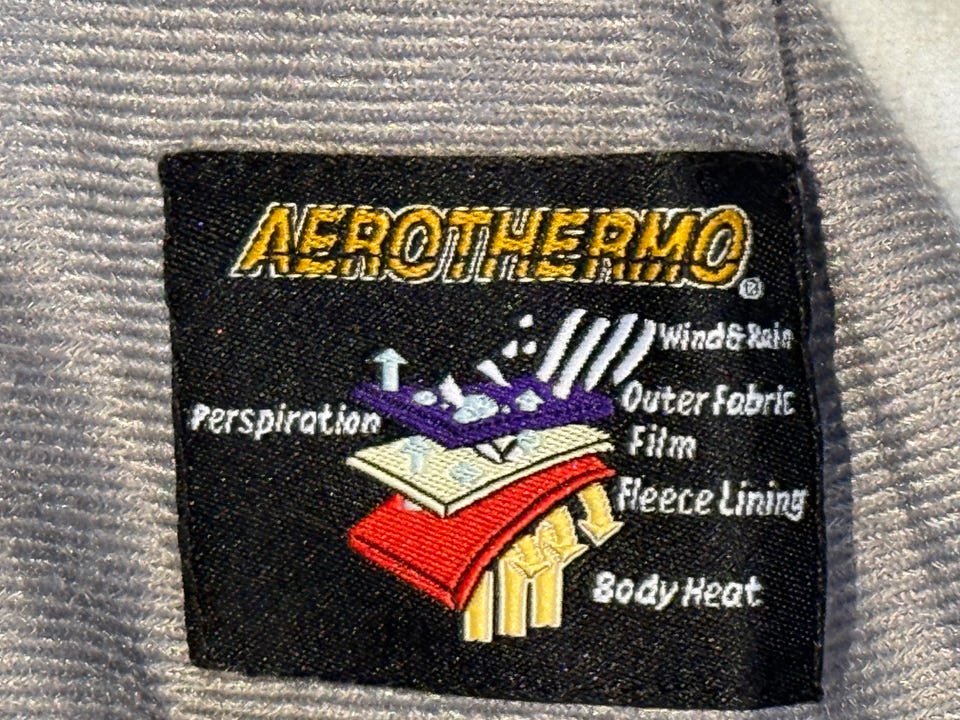 AEROTHERMO®
Wind & Rain
Outer Fabric
Perspiration
Film
Fleece Lining
Body Heat